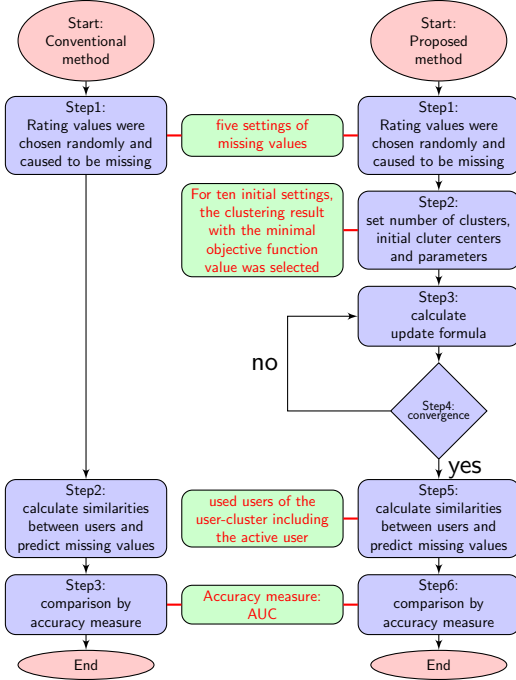 Start:
Conventional
method
Start:
Proposed
method
Step1:
Rating values were
chosen randomly and
caused to be missing
five settings of
missing values
Step1:
Rating values were
chosen randomly and
caused to be missing
For ten initial settings,
the clustering result
with the minimal
objective function
value was selected
Step2:
set number of clusters,
initial cluter centers
and parameters
Step3:
calculate
update formula
no
Step4:
convergence
yes
Step2:
calculate similarities
between users and
predict missing values
used users of the
user-cluster including
the active user
Step5:
calculate similarities
between users and
predict missing values
Step3:
comparison by
accuracy measure
Accuracy measure:
AUC
Step6:
comparison by
accuracy measure
End
End